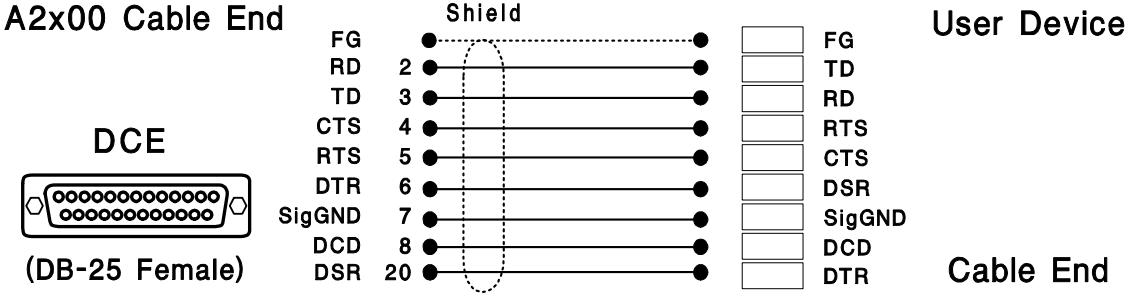 A2x00 Cable End
Shield
User Device
FG FG
RD 2 TD
TD 3 RD
CTS 4 RTS
RTS 5 CTS
DCE
DTR 6 DSR
SigGND 7 SigGND
DCD 8 DCD
DSR 20 DTR
(DB-25 Female)
Cable End